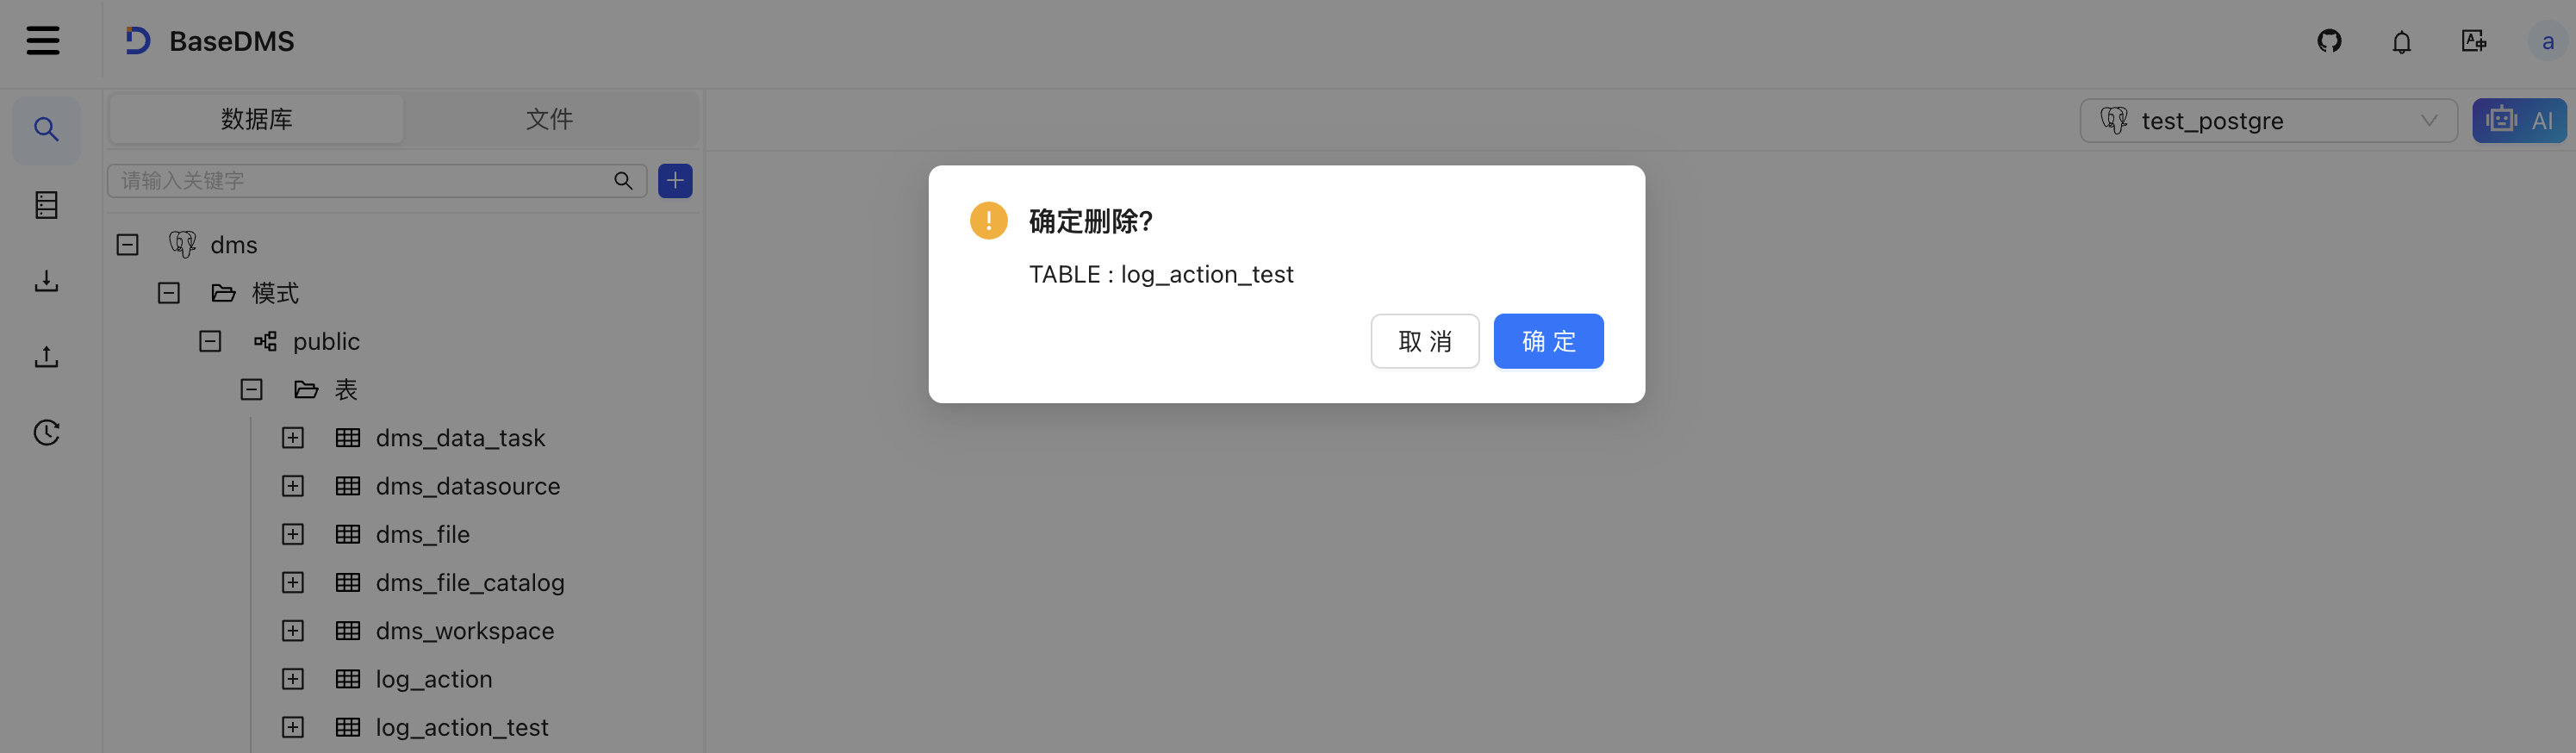 BaseDMS
a
数据库
文件
test_postgre
AI
请输入关键字
确定删除?
TABLE : log_action_test
取 消
确 定
dms
模式
public
表
dms_data_task
dms_datasource
dms_file
dms_file_catalog
dms_workspace
log_action
log_action_test